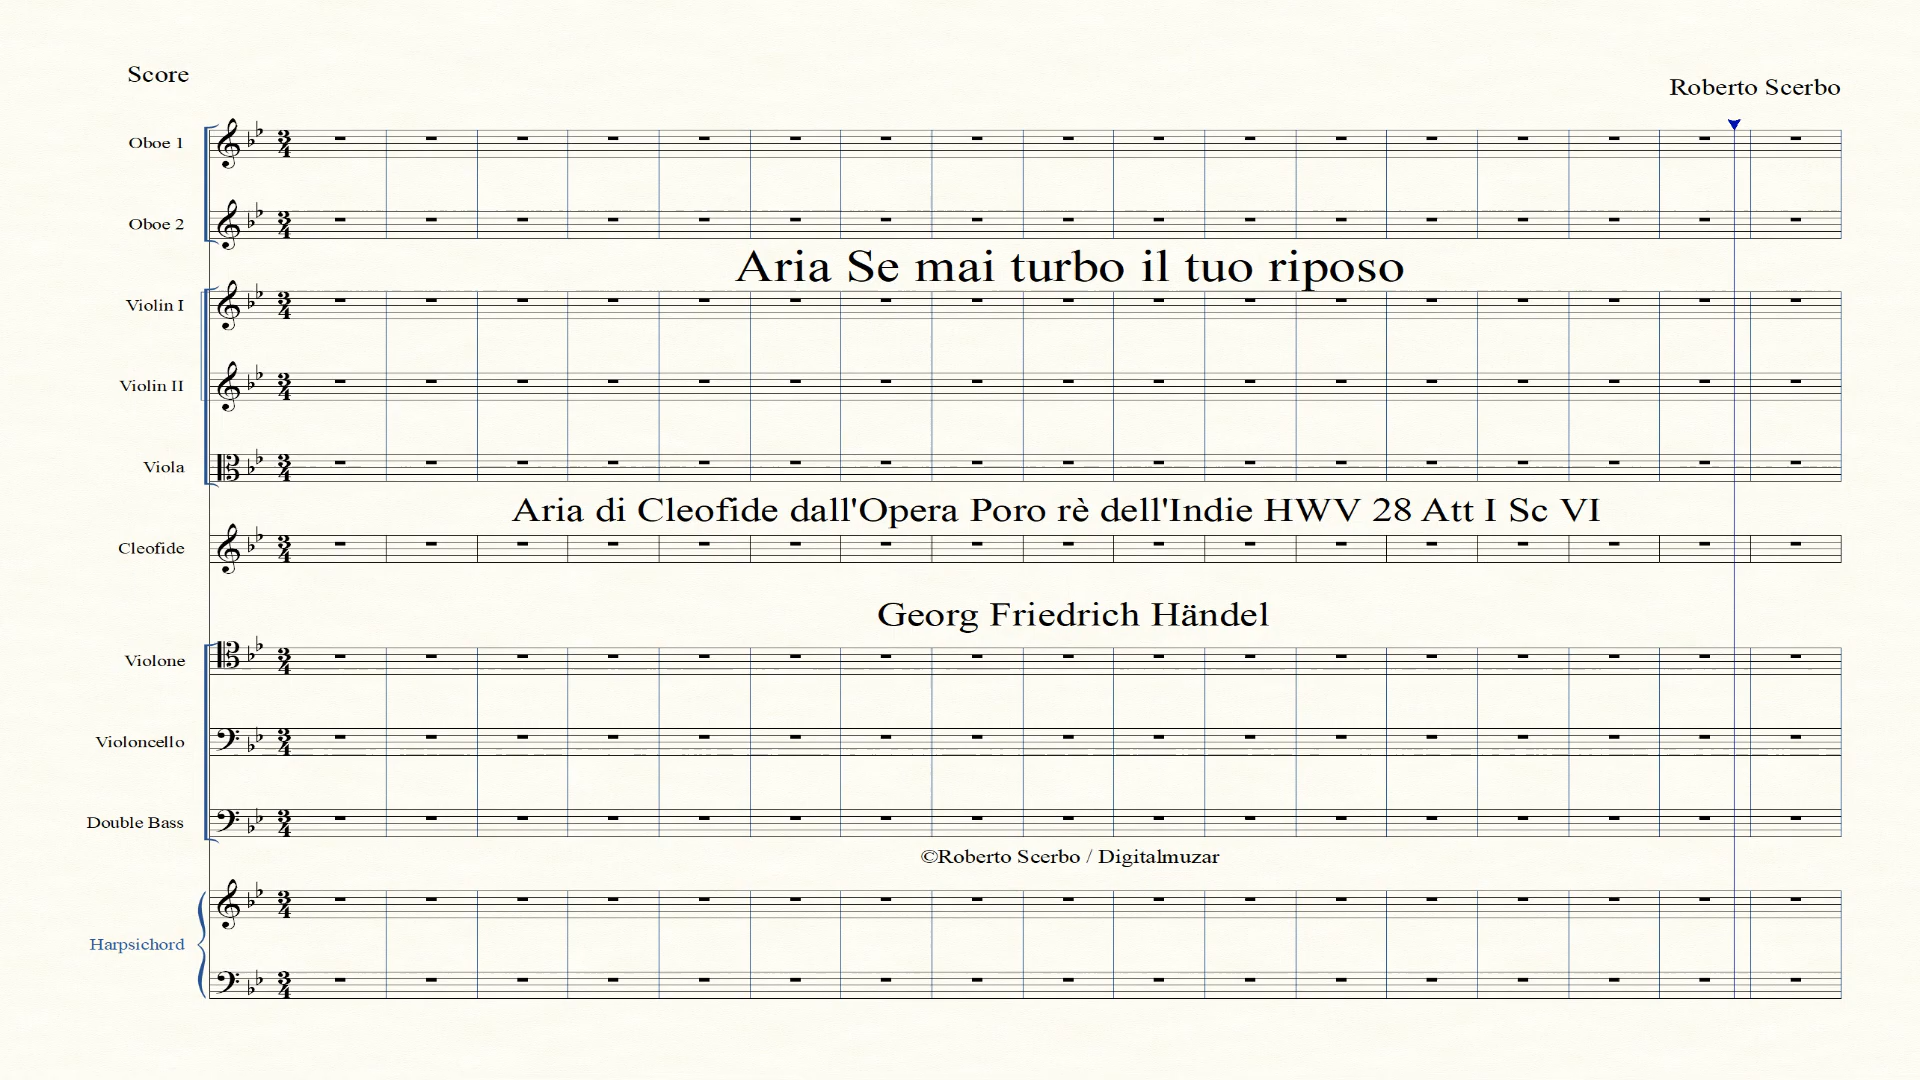 Score
Roberto Scerbo
Oboe 1
Oboe 2
Aria Se mai turbo il tuo riposo
Violin I
Violin II
Viola
Aria di Cleofide dall'Opera Poro rè dell'Indie HWV 28 Att I Sc VI
Cleofide
Georg Friedrich Händel
Violone
Violoncello
Double Bass
©Roberto Scerbo / Digitalmuzar
Harpsichord